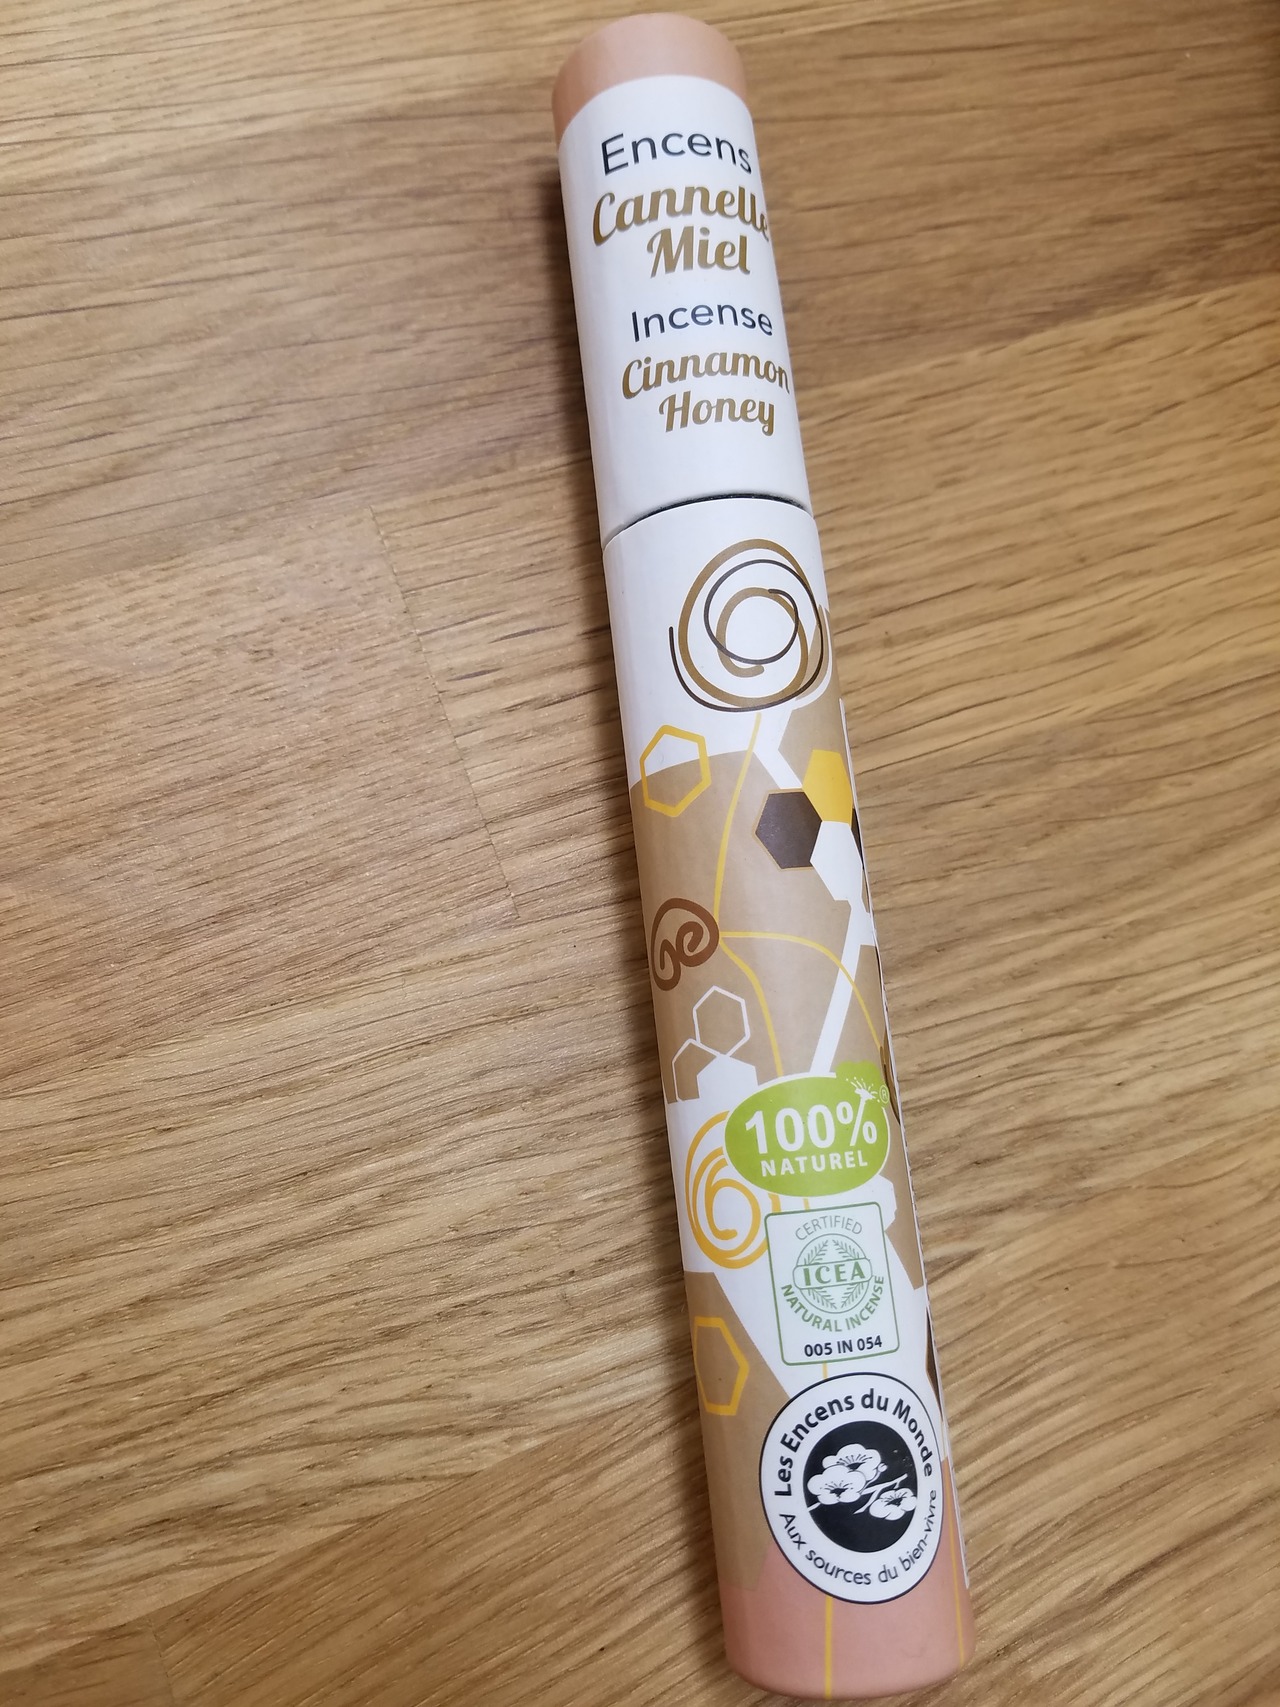 Encens
Cannelle
Miel
Incense
Cinnamon
Honey
100%
NATUREL
®
CERTIFIED
ICEA
NATURAL INCENSE
005 IN 054
Les Encens du Monde
Aux sources du bien-vivre